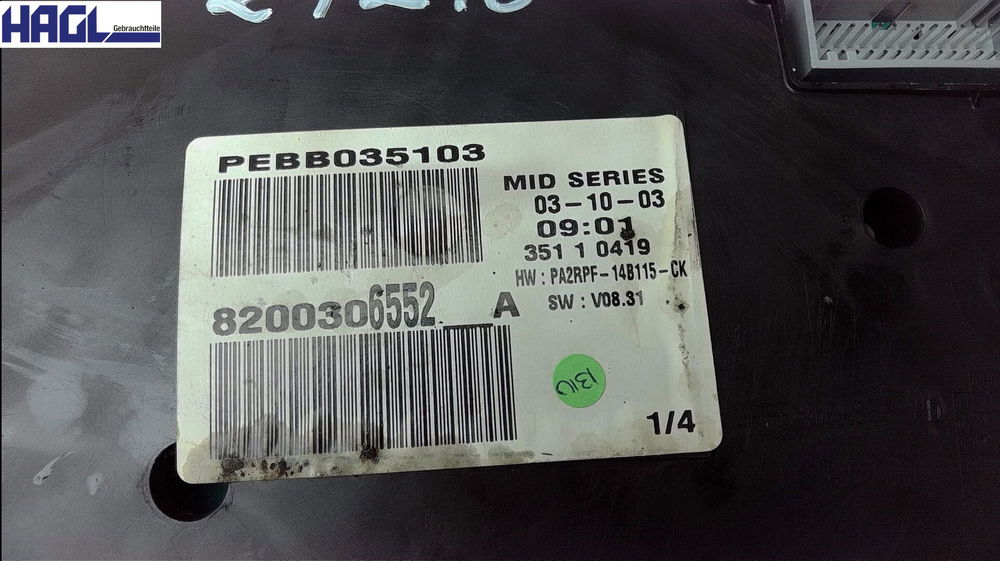 HAGL
Gebrauchtteile
PEBB035103
MID SERIES
03-10-03
09:01
351 1 0419
HW : PA2RPF-14B115-CK
SW : V08.31
8200306552___A
1/4